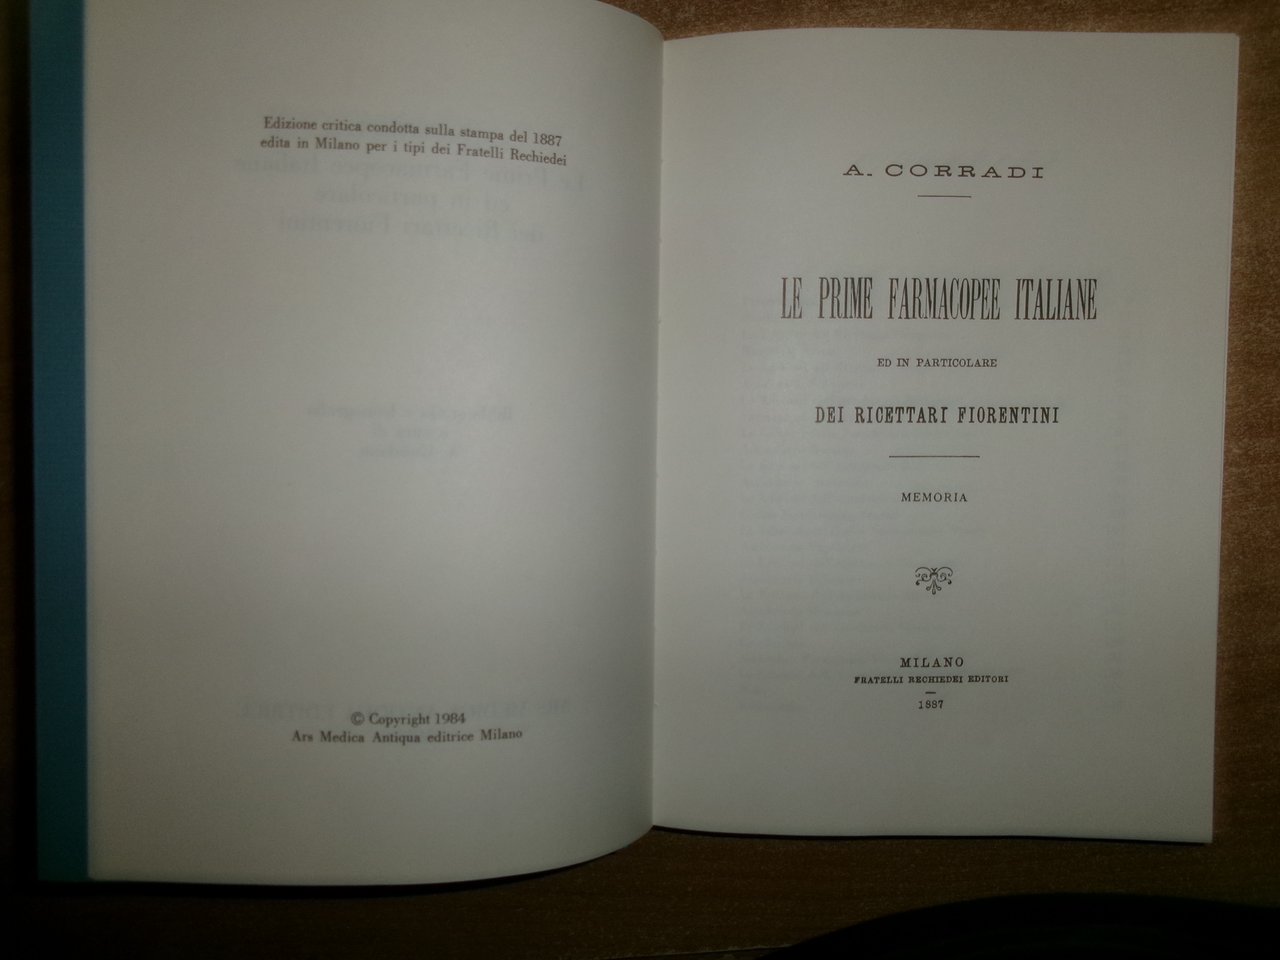 Edizione critica condotta sulla stampa del 1887
edita in Milano per i tipi dei Fratelli Rechiedei
© Copyright 1984
Ars Medica Antiqua editrice Milano
A. CORRADI
LE PRIME FARMACOPEE ITALIANE
ED IN PARTICOLARE
DEI RICETTARI FIORENTINI
MEMORIA
MILANO
FRATELLI RECHIEDEI EDITORI
1887